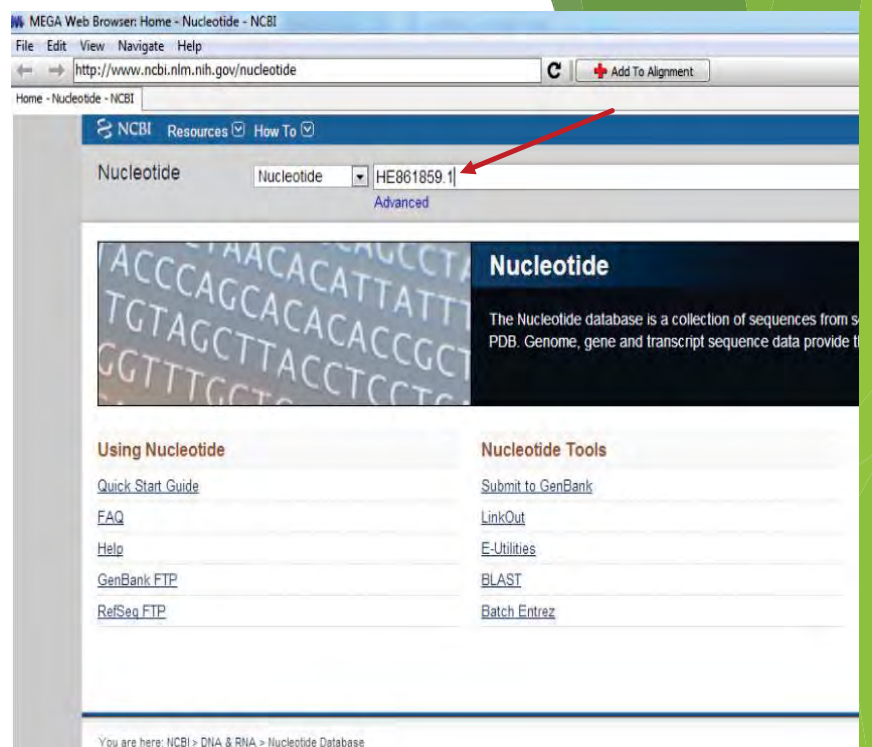 MEGA Web Browser: Home - Nucleotide - NCBI
File Edit View Navigate Help
http://www.ncbi.nlm.nih.gov/nucleotide Add To Alignment
Home - Nucleotide - NCBI
NCBI Resources How To
Nucleotide Nucleotide HE861859.1
Advanced
ACCCAGCACACACCGCT
TGTAGCTTACCTCCT
Nucleotide
The Nucleotide database is a collection of sequences from s
PDB. Genome, gene and transcript sequence data provide t
Using Nucleotide
Quick Start Guide
FAQ
Help
GenBank FTP
RefSeq FTP
Nucleotide Tools
Submit to GenBank
LinkOut
E-Utilities
BLAST
Batch Entrez
You are here: NCBI > DNA & RNA > Nucleotide Database